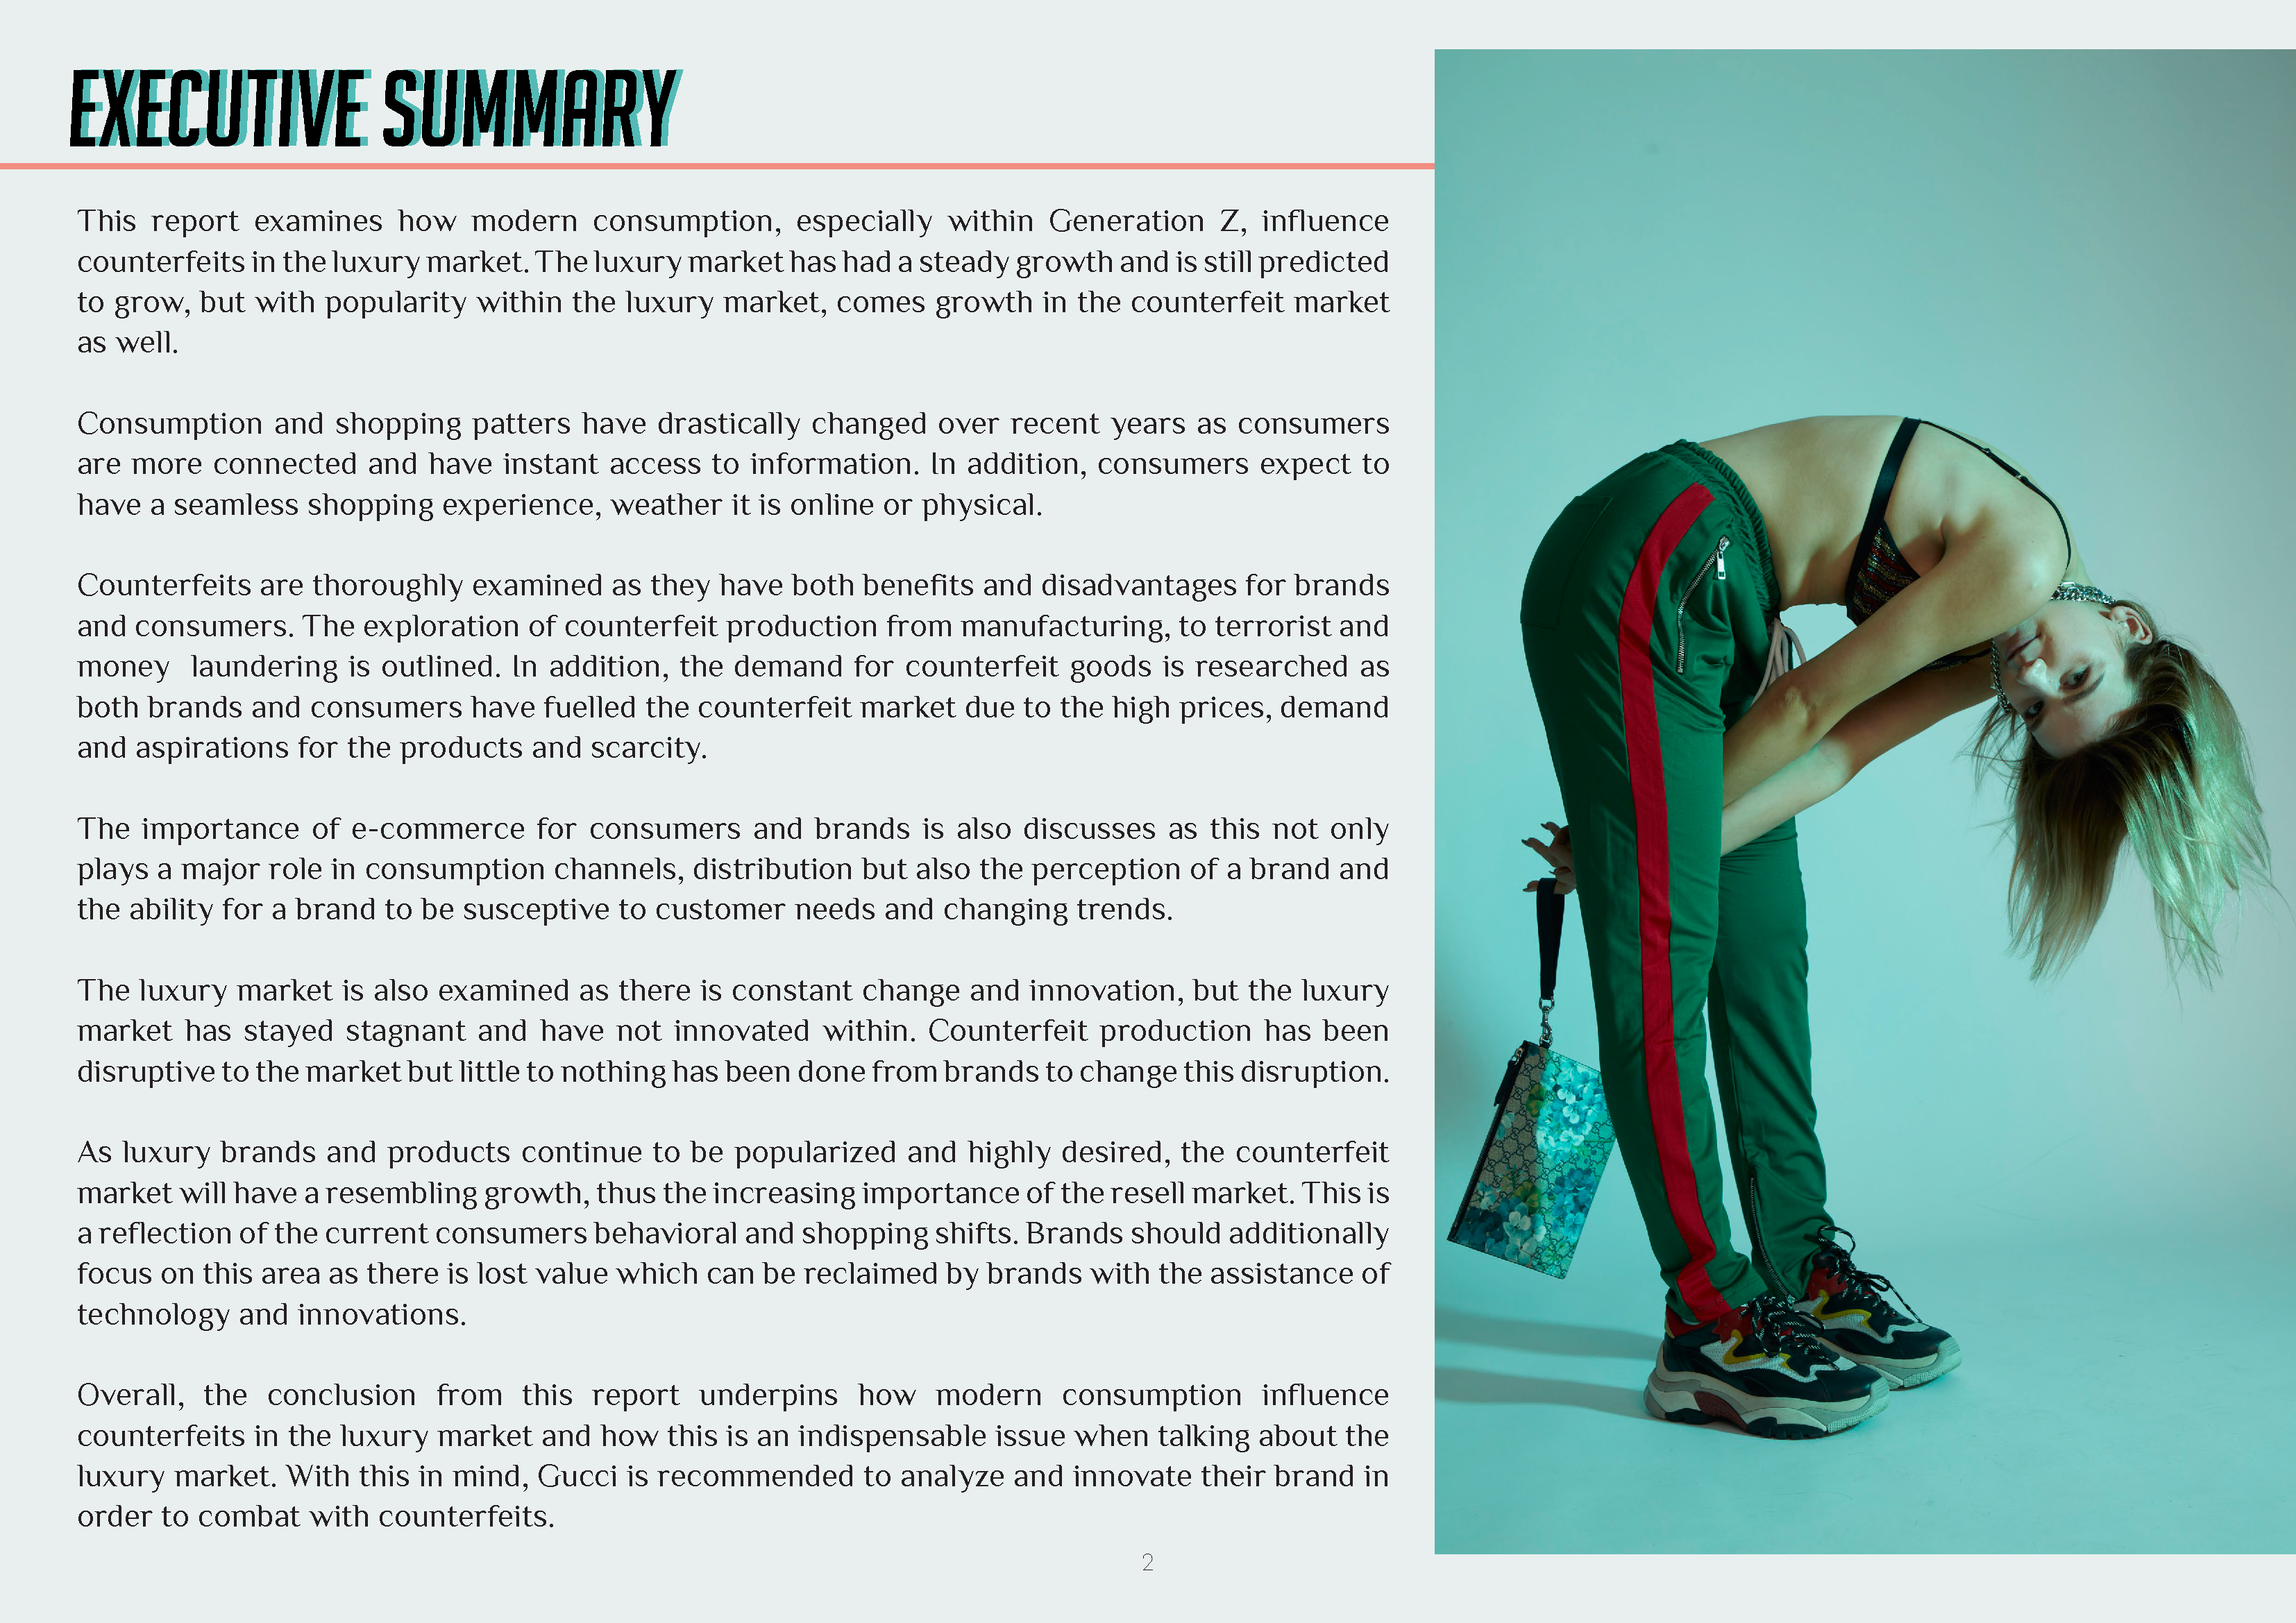 EXECUTIVE SUMMARY
This report examines how modern consumption, especially within Generation Z, influence
counterfeits in the luxury market. The luxury market has had a steady growth and is still predicted
to grow, but with popularity within the luxury market, comes growth in the counterfeit market
as well.
Consumption and shopping patters have drastically changed over recent years as consumers
are more connected and have instant access to information. In addition, consumers expect to
have a seamless shopping experience, weather it is online or physical.
Counterfeits are thoroughly examined as they have both benefits and disadvantages for brands
and consumers. The exploration of counterfeit production from manufacturing, to terrorist and
money laundering is outlined. In addition, the demand for counterfeit goods is researched as
both brands and consumers have fuelled the counterfeit market due to the high prices, demand
and aspirations for the products and scarcity.
The importance of e-commerce for consumers and brands is also discusses as this not only
plays a major role in consumption channels, distribution but also the perception of a brand and
the ability for a brand to be susceptive to customer needs and changing trends.
The luxury market is also examined as there is constant change and innovation, but the luxury
market has stayed stagnant and have not innovated within. Counterfeit production has been
disruptive to the market but little to nothing has been done from brands to change this disruption.
As luxury brands and products continue to be popularized and highly desired, the counterfeit
market will have a resembling growth, thus the increasing importance of the resell market. This is
a reflection of the current consumers behavioral and shopping shifts. Brands should additionally
focus on this area as there is lost value which can be reclaimed by brands with the assistance of
technology and innovations.
Overall, the conclusion from this report underpins how modern consumption influence
counterfeits in the luxury market and how this is an indispensable issue when talking about the
luxury market. With this in mind, Gucci is recommended to analyze and innovate their brand in
order to combat with counterfeits.
2